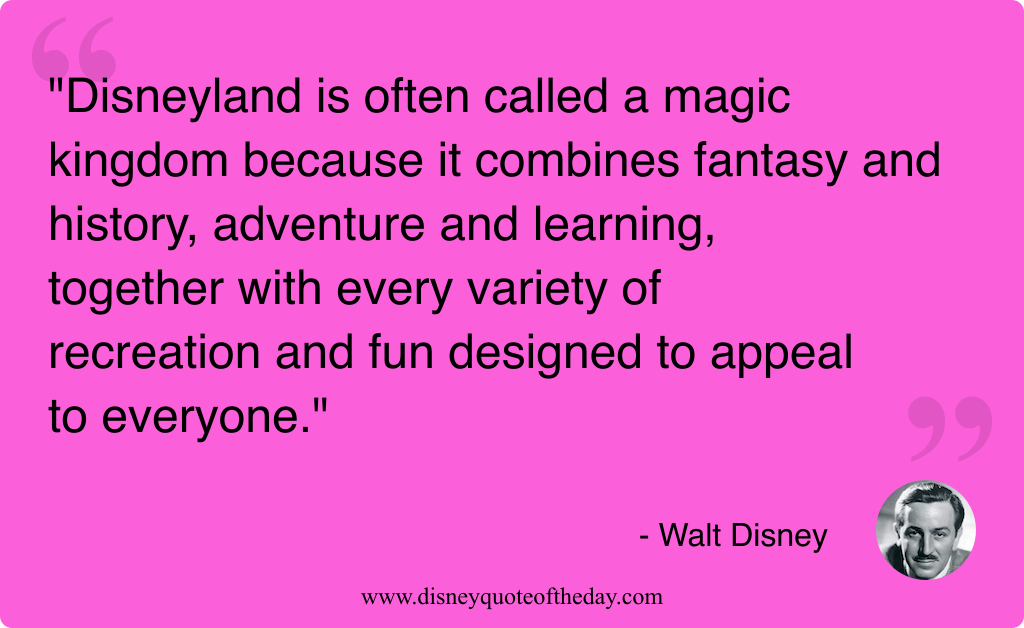 "Disneyland is often called a magic
kingdom because it combines fantasy and
history, adventure and learning,
together with every variety of
recreation and fun designed to appeal
to everyone."
- Walt Disney
www.disneyquoteoftheday.com